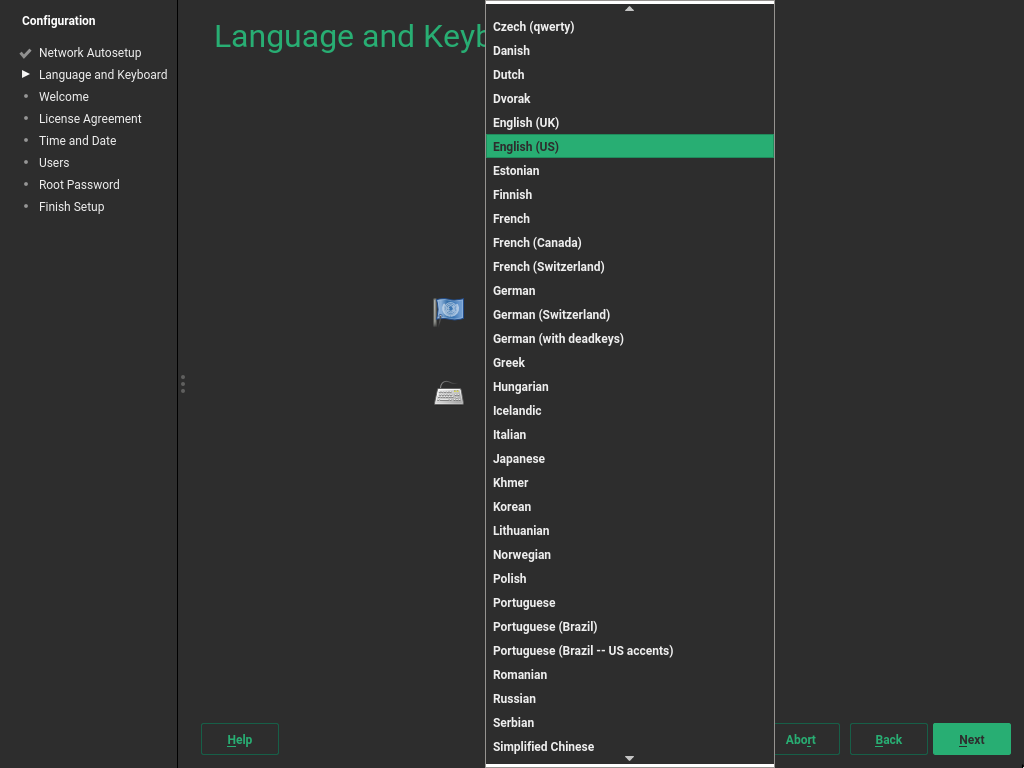 Configuration
Network Autosetup
Language and Keyboard
Welcome
License Agreement
Time and Date
Users
Root Password
Finish Setup
Language and Keyb
Czech (qwerty)
Danish
Dutch
Dvorak
English (UK)
English (US)
Estonian
Finnish
French
French (Canada)
French (Switzerland)
German
German (Switzerland)
German (with deadkeys)
Greek
Hungarian
Icelandic
Italian
Japanese
Khmer
Korean
Lithuanian
Norwegian
Polish
Portuguese
Portuguese (Brazil)
Portuguese (Brazil -- US accents)
Romanian
Russian
Serbian
Simplified Chinese
Help
Abort
Back
Next